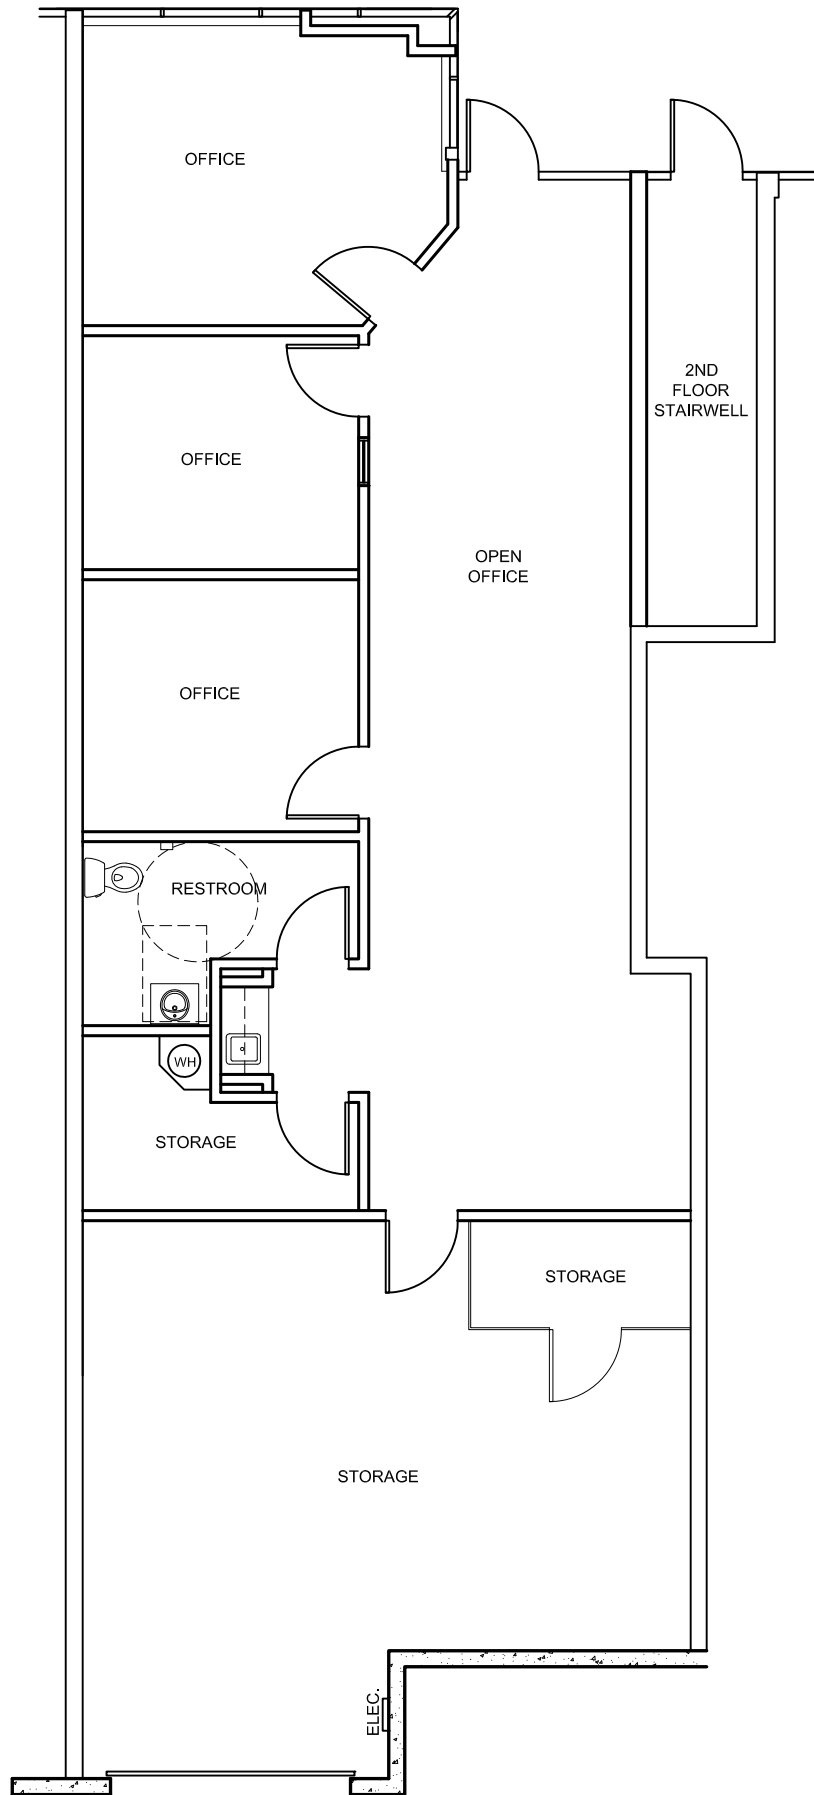 OFFICE
2ND
FLOOR
STAIRWELL
OFFICE
OPEN
OFFICE
OFFICE
RESTROOM
WH
STORAGE
STORAGE
STORAGE
ELEC.